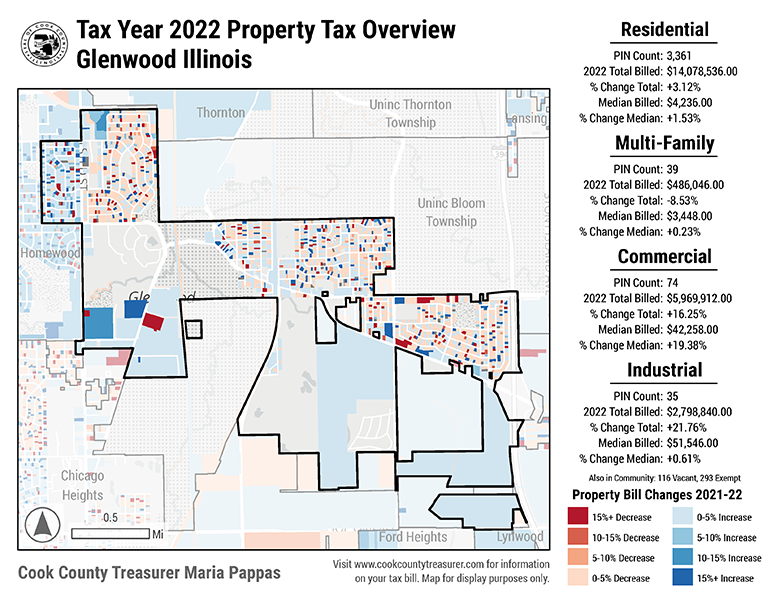 Tax Year 2022 Property Tax Overview
Glenwood Illinois
Thornton
Uninc Thornton
Township
Lansing
Uninc Bloom
Township
Homewood
Chicago
Heights
Ford Heights
Lynwood
0.5
Mi
Cook County Treasurer Maria Pappas
Visit www.cookcountytreasurer.com for information
on your tax bill. Map for display purposes only.
Residential
PIN Count: 3,361
2022 Total Billed: $14,078,536.00
% Change Total: +3.12%
Median Billed: $4,236.00
% Change Median: +1.53%
Multi-Family
PIN Count: 39
2022 Total Billed: $486,046.00
% Change Total: -8.53%
Median Billed: $3,448.00
% Change Median: +0.23%
Commercial
PIN Count: 74
2022 Total Billed: $5,969,912.00
% Change Total: +16.25%
Median Billed: $42,258.00
% Change Median: +19.38%
Industrial
PIN Count: 35
2022 Total Billed: $2,798,840.00
% Change Total: +21.76%
Median Billed: $51,546.00
% Change Median: +0.61%
Also in Community: 116 Vacant, 293 Exempt
Property Bill Changes 2021-22
15%+ Decrease
0-5% Increase
10-15% Decrease
5-10% Increase
5-10% Decrease
10-15% Increase
0-5% Decrease
15%+ Increase